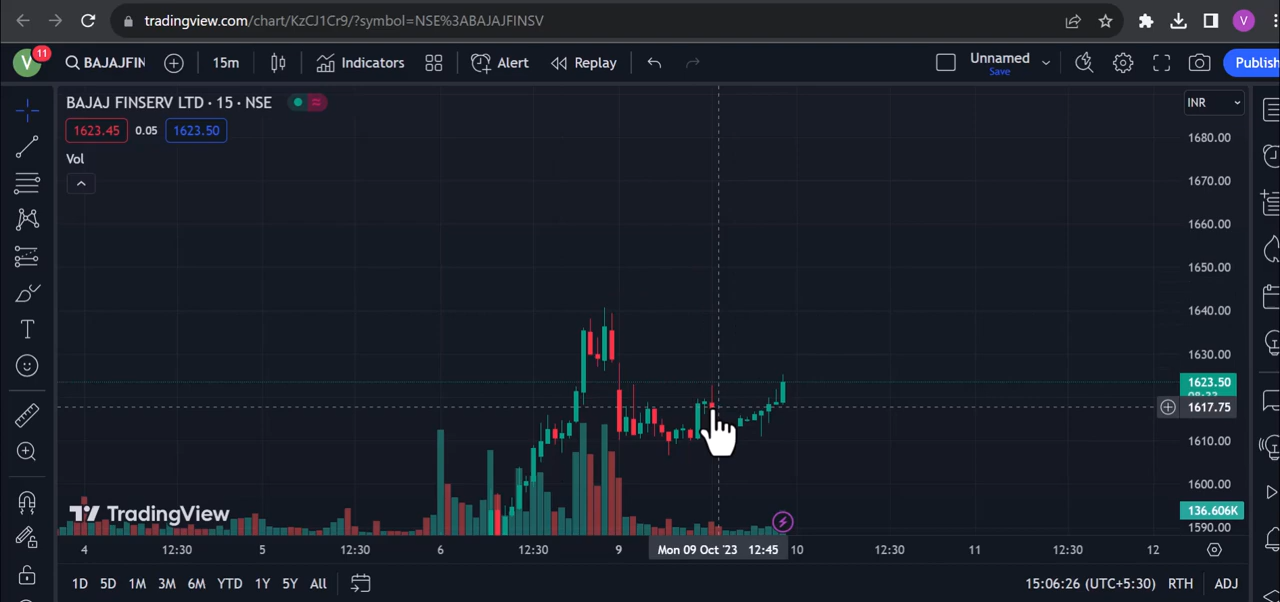 tradingview.com/chart/KzCJ1Cr9/?symbol=NSE%3ABAJAJFINSV
V
V 11 BAJAJFIN 15m Indicators Alert Replay Unnamed Save Publish
BAJAJ FINSERV LTD · 15 · NSE
INR
1623.45 0.05 1623.50
Vol
1680.00
1670.00
1660.00
1650.00
1640.00
1630.00
1623.50
1617.75
1610.00
1600.00
136.606K
1590.00
TradingView
4 12:30 5 12:30 6 12:30 9 Mon 09 Oct '23 12:45 10 12:30 11 12:30 12
1D 5D 1M 3M 6M YTD 1Y 5Y All 15:06:26 (UTC+5:30) RTH ADJ